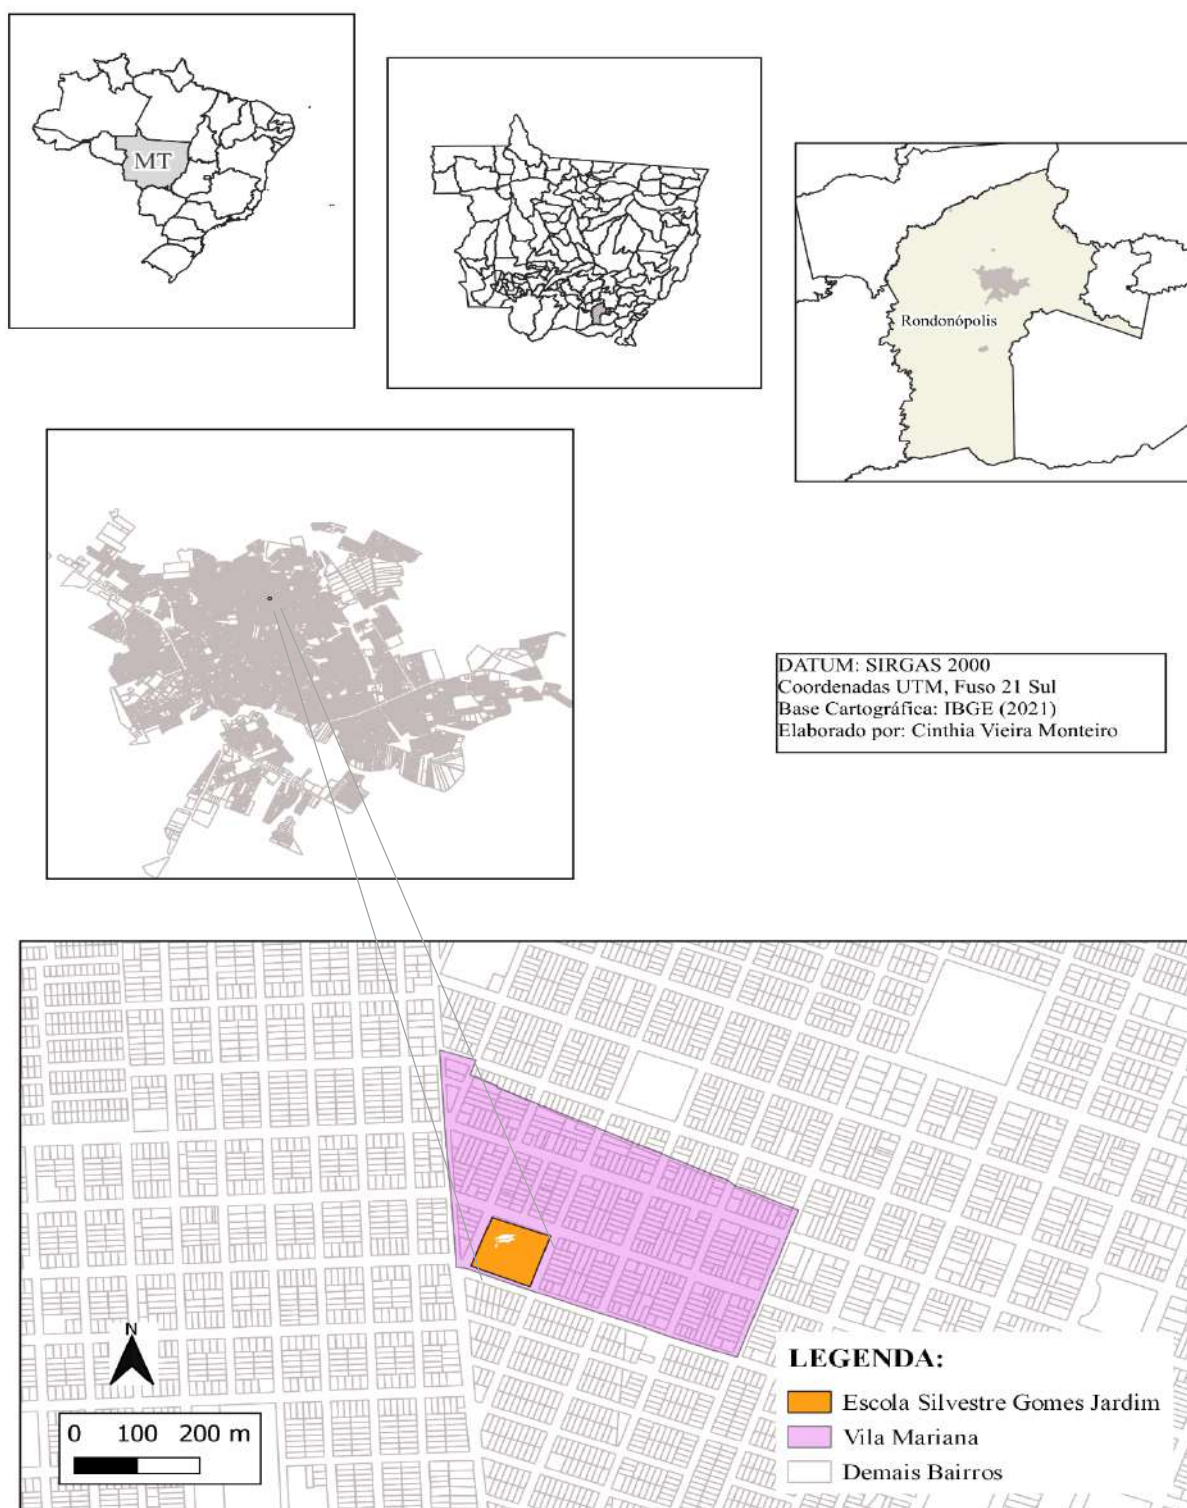 MT
Rondonópolis
DATUM: SIRGAS 2000
Coordenadas UTM, Fuso 21 Sul
Base Cartográfica: IBGE (2021)
Elaborado por: Cinthia Vieira Monteiro
N
0 100 200 m
LEGENDA:
Escola Silvestre Gomes Jardim
Vila Mariana
Demais Bairros